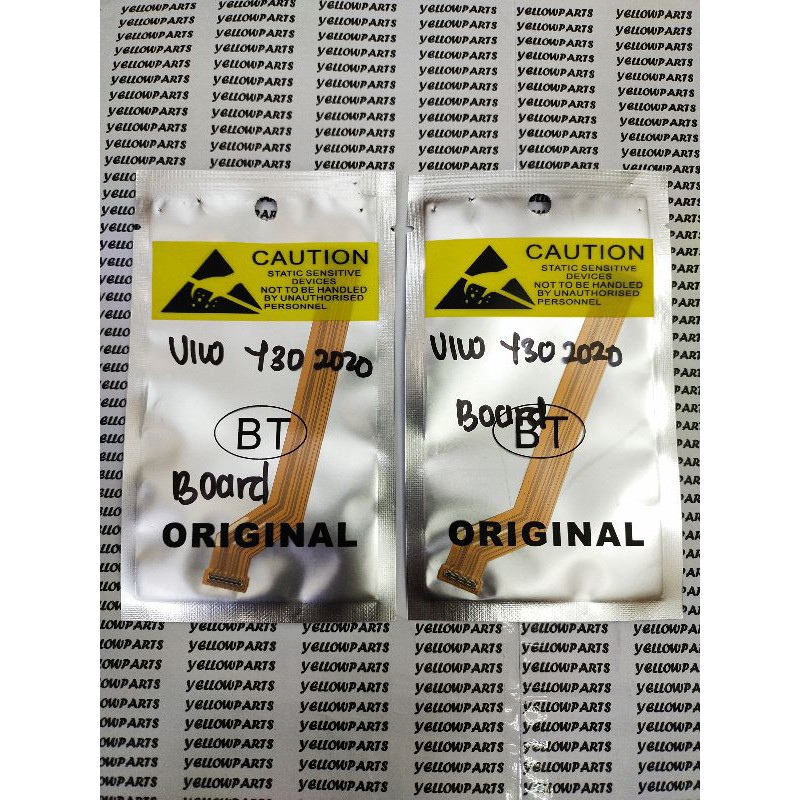 yellowPARTS
CAUTION
STATIC SENSITIVE
DEVICES
NOT TO BE HANDLED
BY UNAUTHORISED
PERSONNEL
VIVO Y30 2020
BT
Board
ORIGINAL
CAUTION
STATIC SENSITIVE
DEVICES
NOT TO BE HANDLED
BY UNAUTHORISED
PERSONNEL
VIVO Y30 2020
Board
BT
ORIGINAL